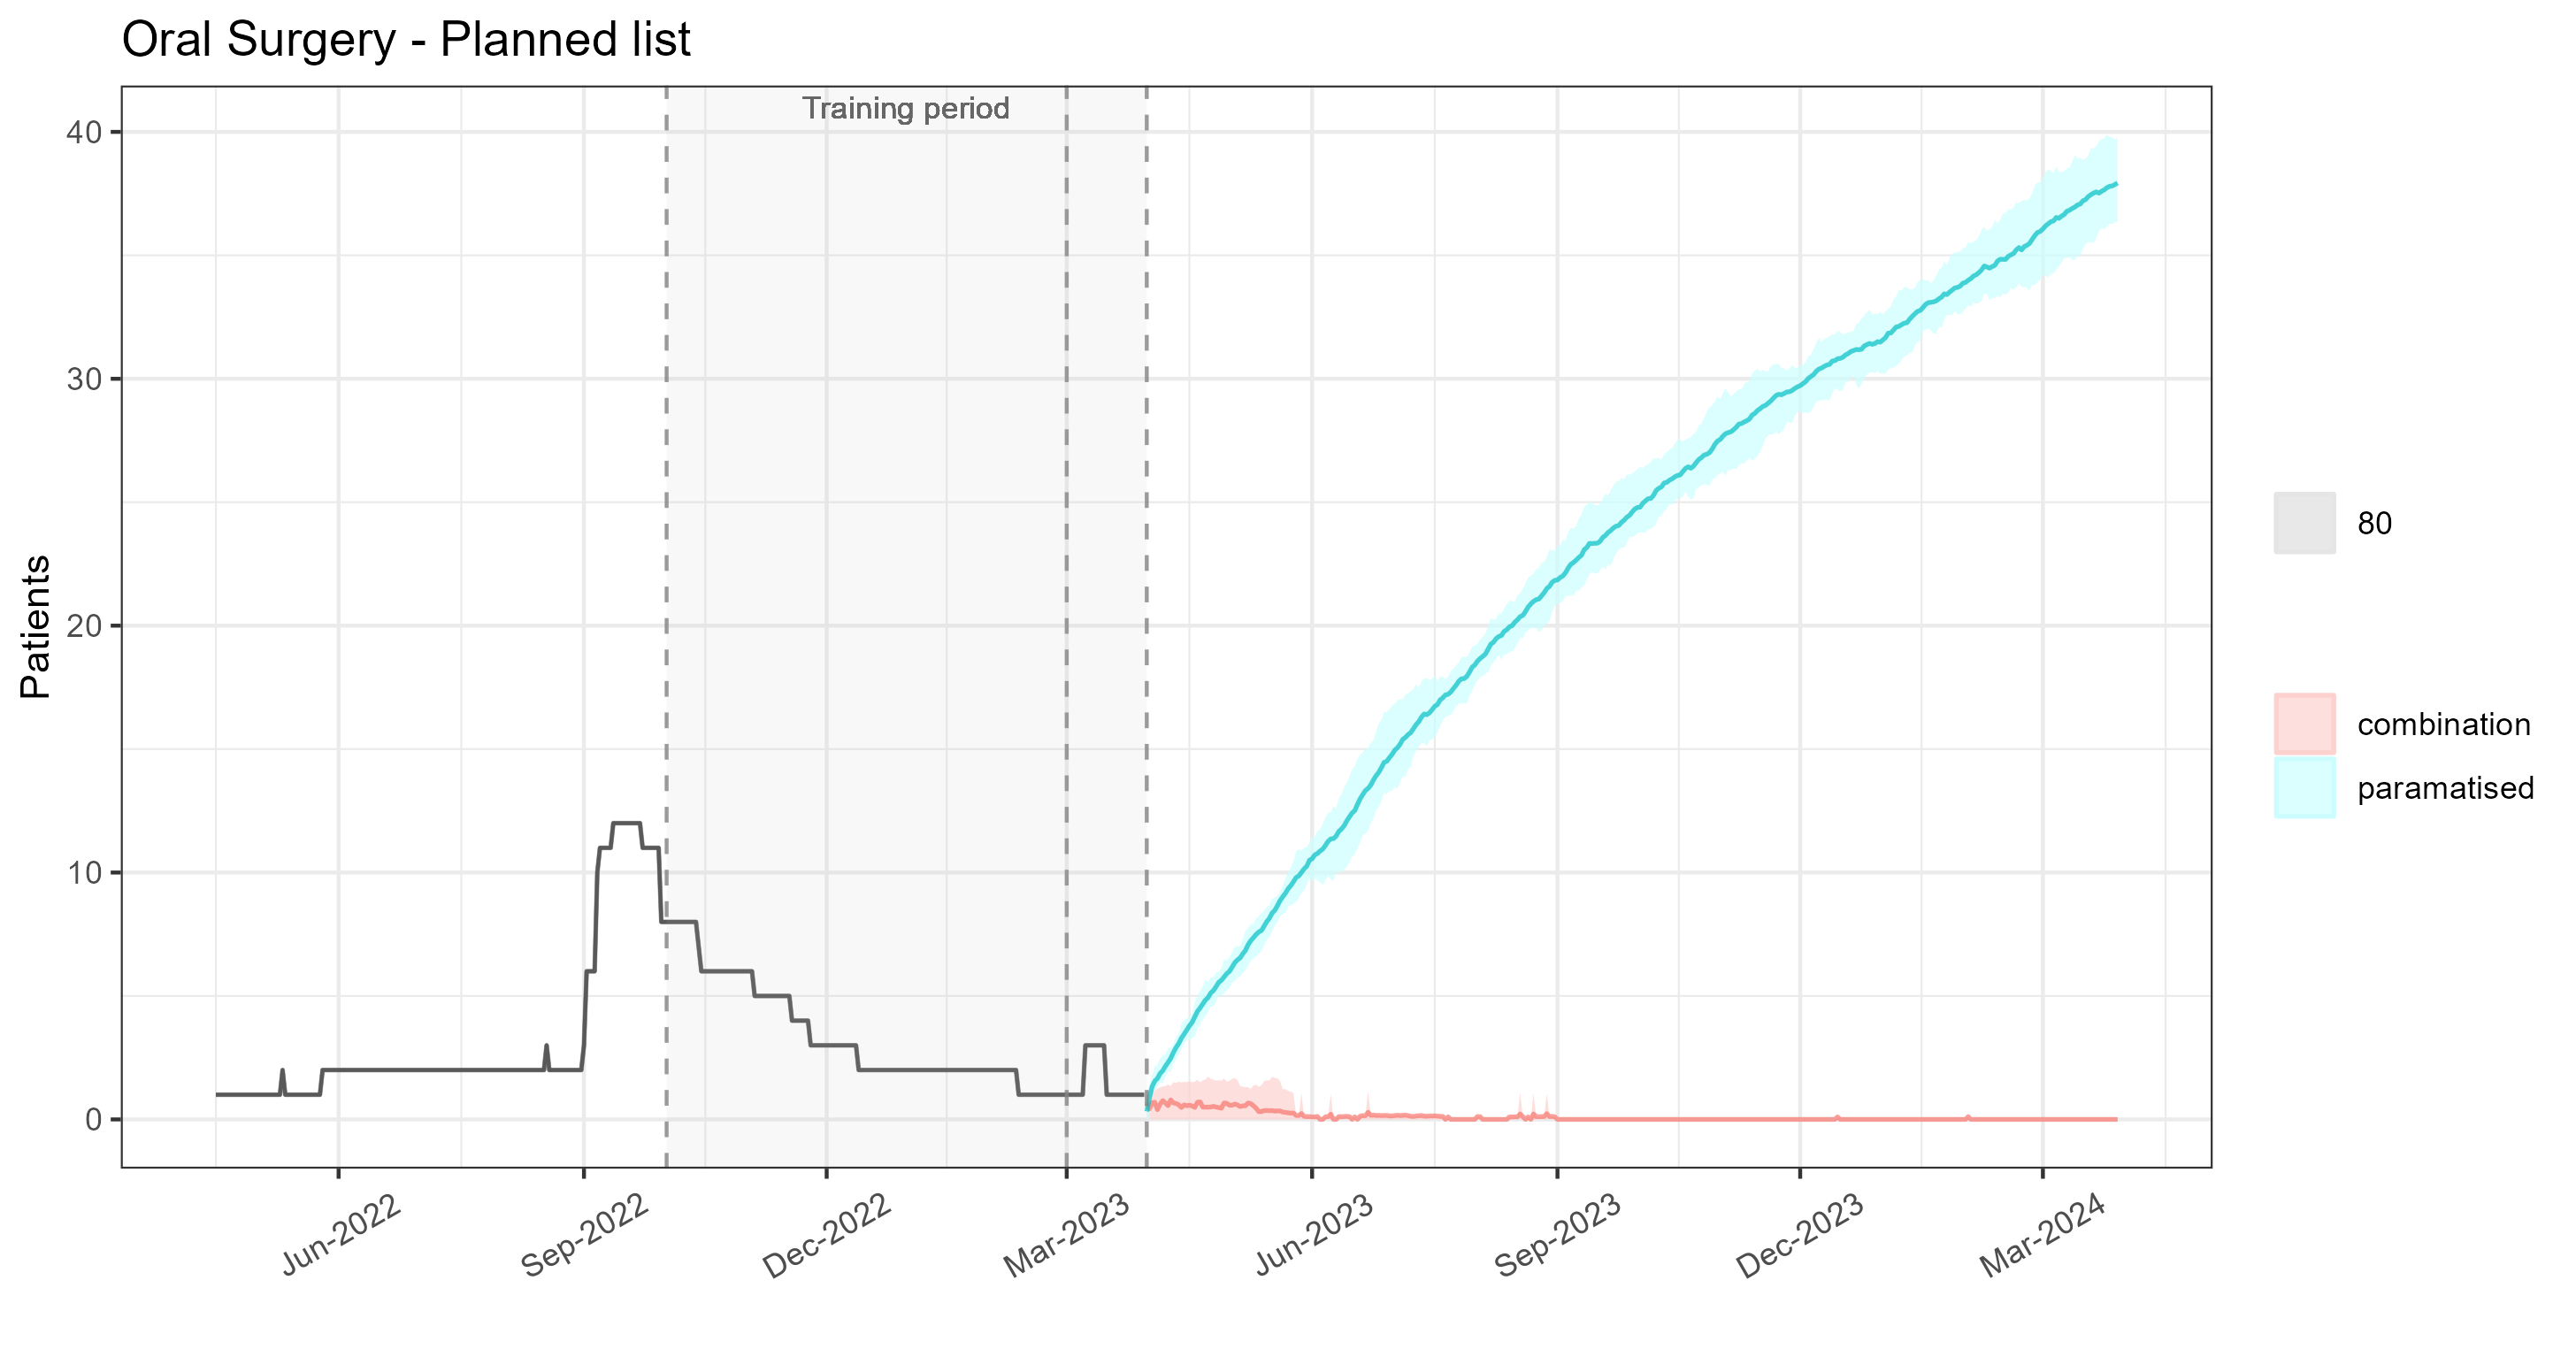 Oral Surgery - Planned list
Training period
Patients
40
30
20
10
0
Jun-2022
Sep-2022
Dec-2022
Mar-2023
Jun-2023
Sep-2023
Dec-2023
Mar-2024
80
combination
paramatised